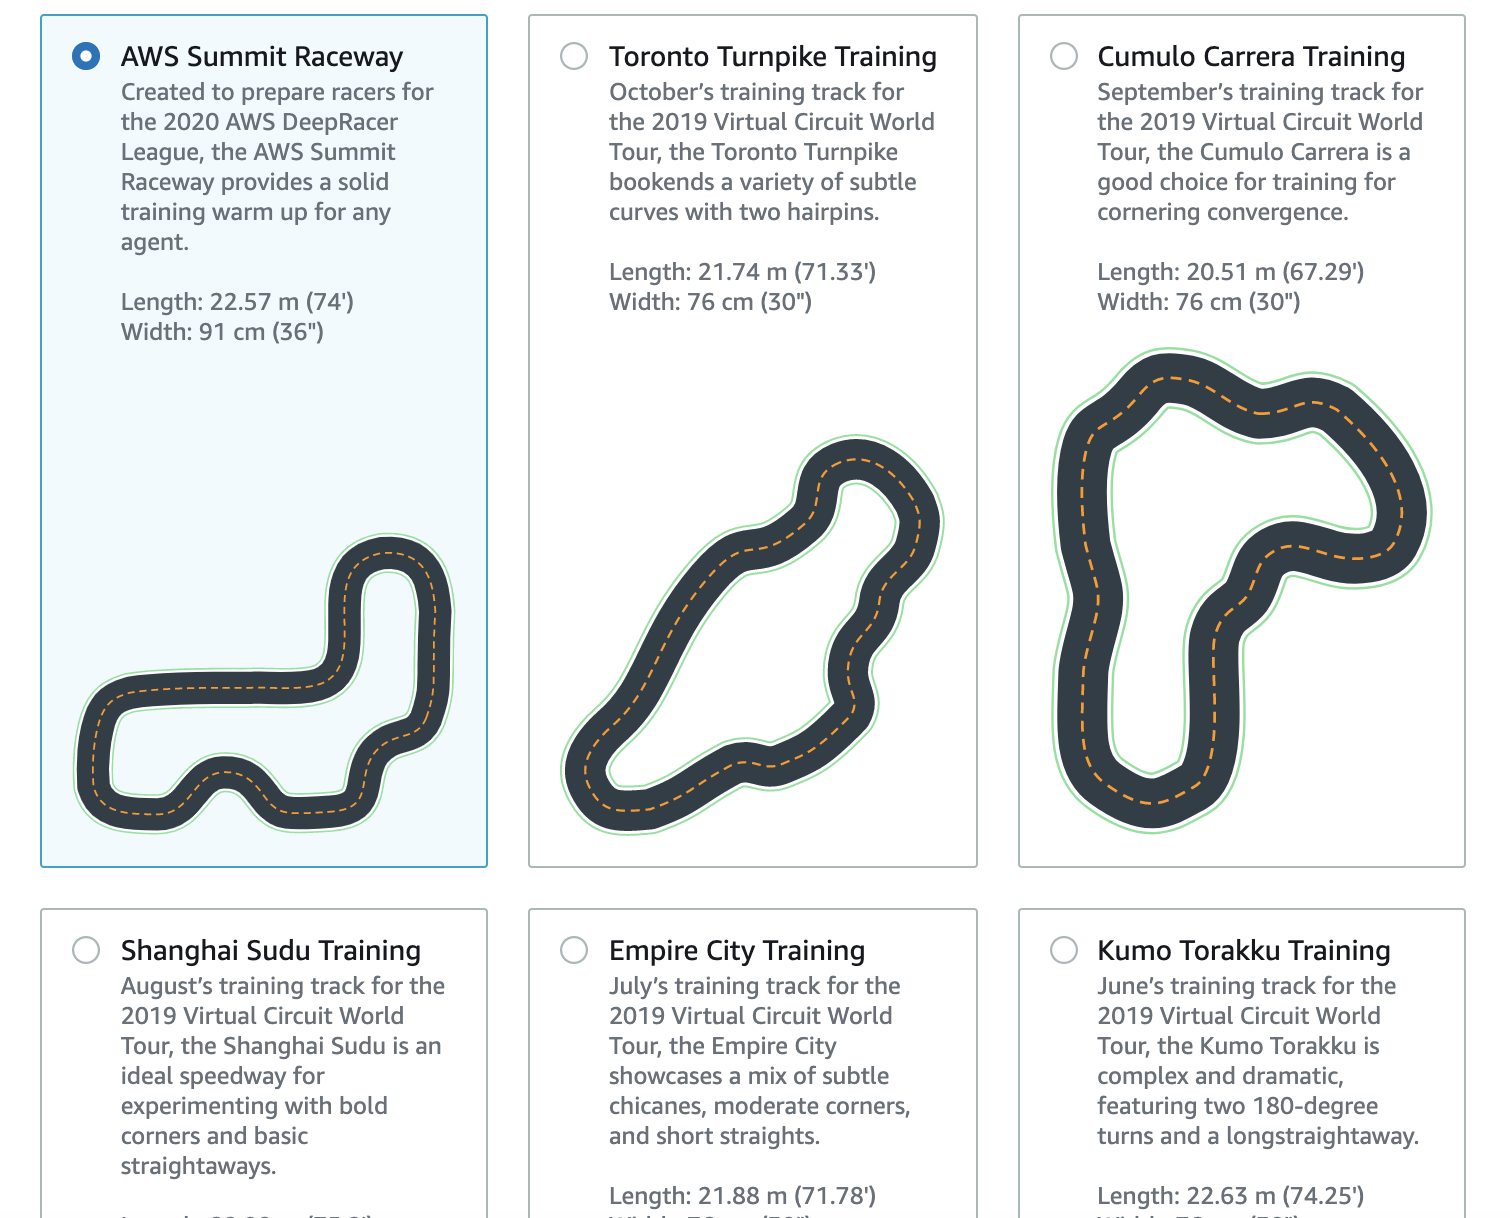 AWS Summit Raceway
Created to prepare racers for
the 2020 AWS DeepRacer
League, the AWS Summit
Raceway provides a solid
training warm up for any
agent.
Length: 22.57 m (74')
Width: 91 cm (36")
Toronto Turnpike Training
October’s training track for
the 2019 Virtual Circuit World
Tour, the Toronto Turnpike
bookends a variety of subtle
curves with two hairpins.
Length: 21.74 m (71.33')
Width: 76 cm (30")
Cumulo Carrera Training
September’s training track for
the 2019 Virtual Circuit World
Tour, the Cumulo Carrera is a
good choice for training for
cornering convergence.
Length: 20.51 m (67.29')
Width: 76 cm (30")
Shanghai Sudu Training
August’s training track for the
2019 Virtual Circuit World
Tour, the Shanghai Sudu is an
ideal speedway for
experimenting with bold
corners and basic
straightaways.
Empire City Training
July’s training track for the
2019 Virtual Circuit World
Tour, the Empire City
showcases a mix of subtle
chicanes, moderate corners,
and short straights.
Length: 21.88 m (71.78')
Kumo Torakku Training
June’s training track for the
2019 Virtual Circuit World
Tour, the Kumo Torakku is
complex and dramatic,
featuring two 180-degree
turns and a longstraightaway.
Length: 22.63 m (74.25')